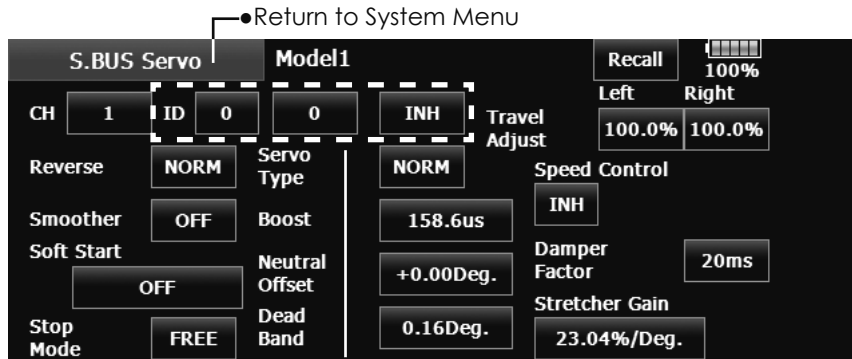 Return to System Menu
S.BUS Servo Model1 Recall 100%
CH 1 ID 0 0 INH Travel Adjust Left Right
100.0% 100.0%
Reverse NORM Servo Type NORM Speed Control
INH
Smoother OFF Boost 158.6us
Soft Start
OFF
Neutral Offset +0.00Deg. Damper Factor 20ms
Stop Mode FREE Dead Band 0.16Deg. Stretcher Gain
23.04%/Deg.